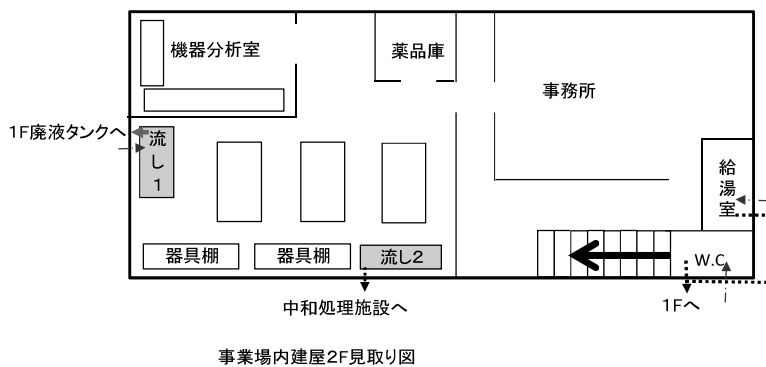 機器分析室
薬品庫
事務所
1F廃液タンクへ
流し1
給湯室
器具棚
器具棚
流し2
W.C
中和処理施設へ
1Fへ
事業場内建屋2F見取り図